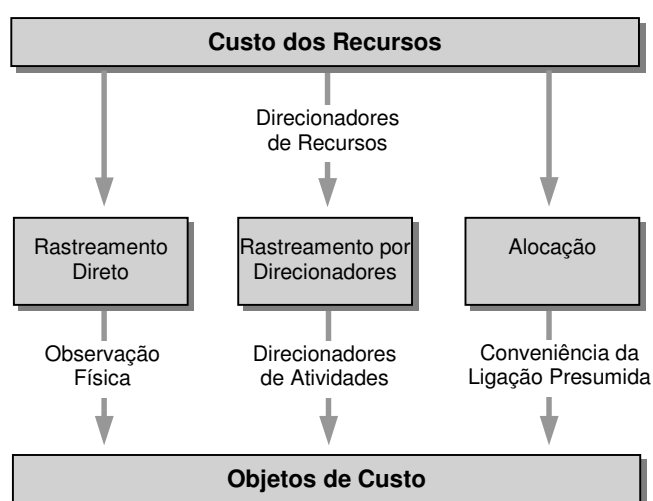 Custo dos Recursos
Direcionadores
de Recursos
Rastreamento
Direto
Rastreamento por
Direcionadores
Alocação
Observação
Física
Direcionadores
de Atividades
Conveniência da
Ligação Presumida
Objetos de Custo